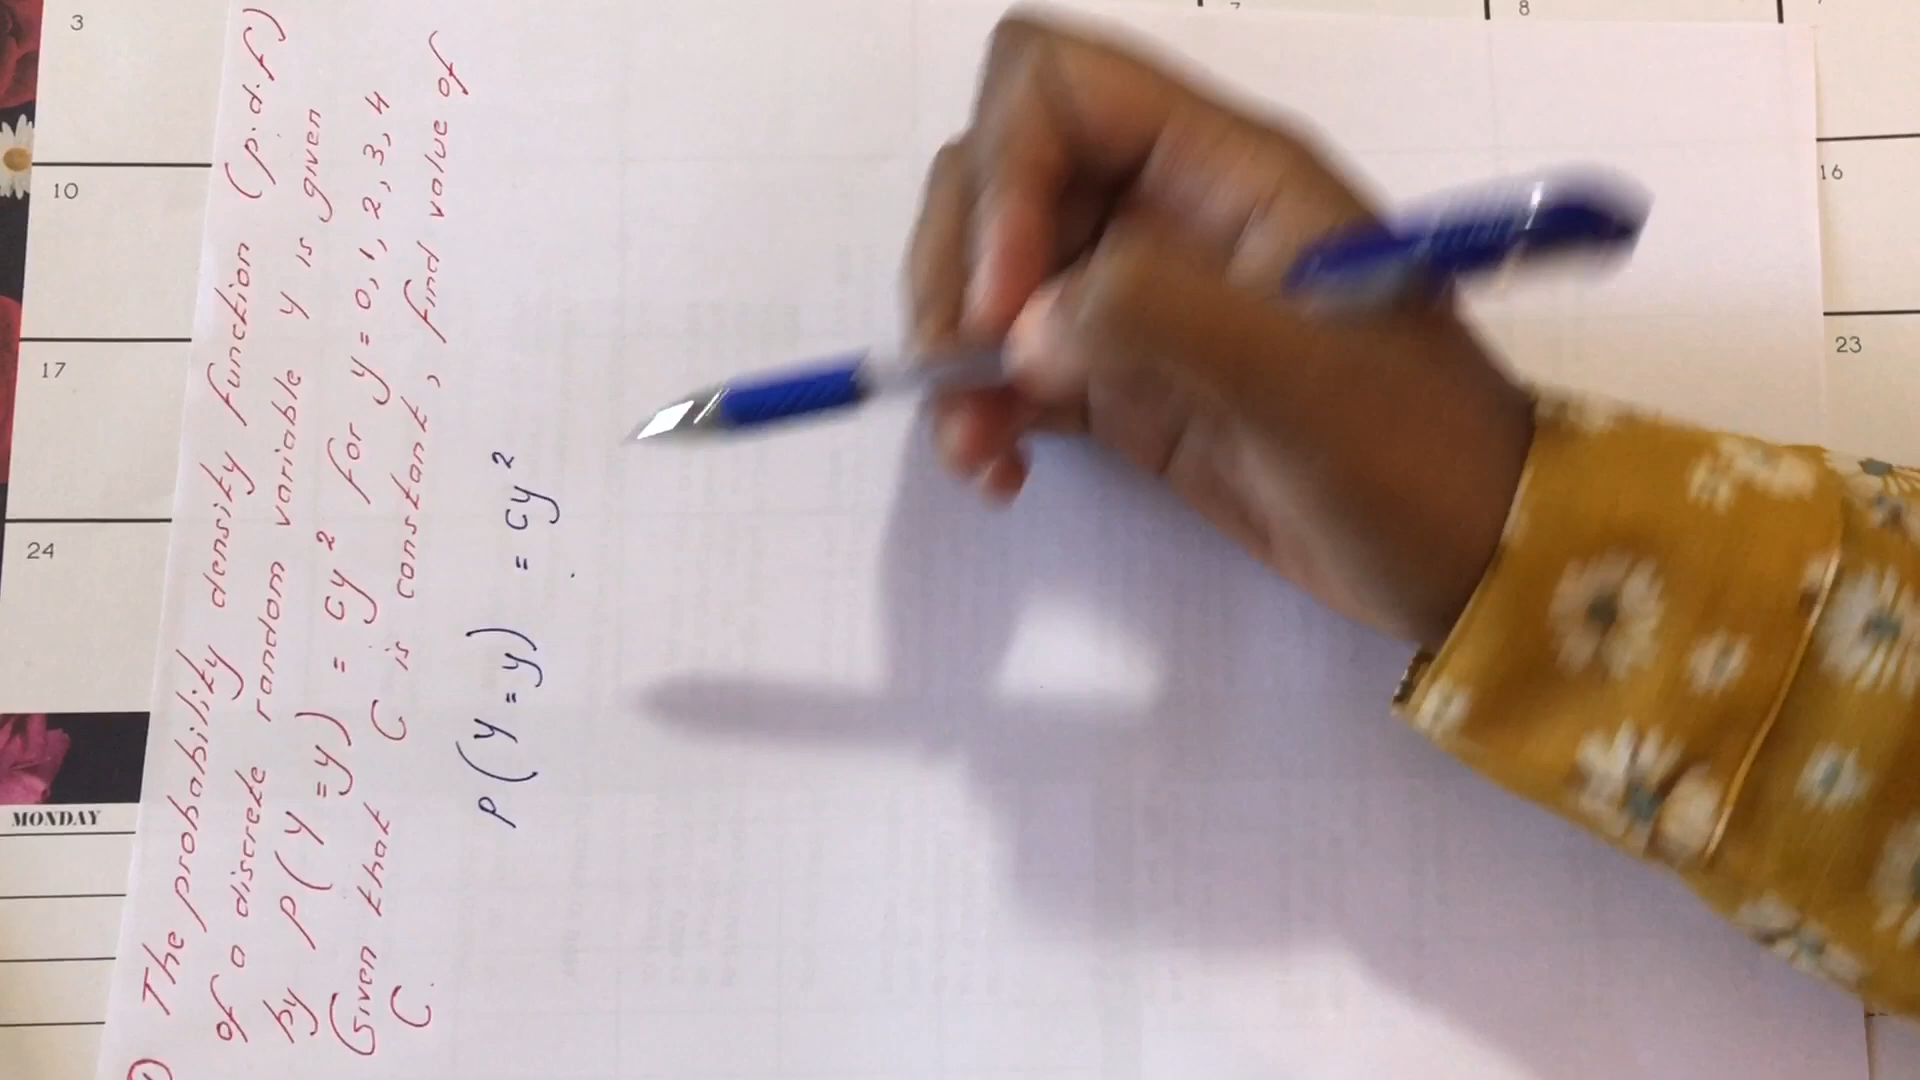 1) The probability density function (p.d.f)
of a discrete random variable Y is given
by P(Y=y) = cy² for y = 0, 1, 2, 3, 4
Given that C is constant, find value of
C.
P(Y=y) = cy²
3
10
17
24
MONDAY
8
16
23